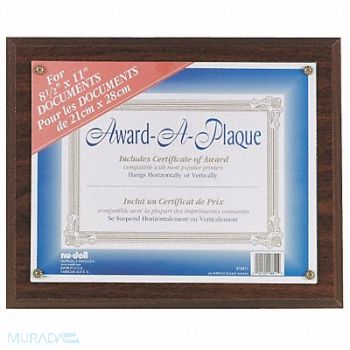 For
8½" x 11"
DOCUMENTS
Pour les DOCUMENTS
de 21cm x 28cm
Award-A-Plaque
Includes Certificate of Award
compatible with most popular printers
Hangs Horizontally or Vertically
Inclut un Certificat de Prix
compatible avec la plupart des imprimantes courantes
Se Suspend Horizontalement ou Verticalement
nu-dell
MURADA